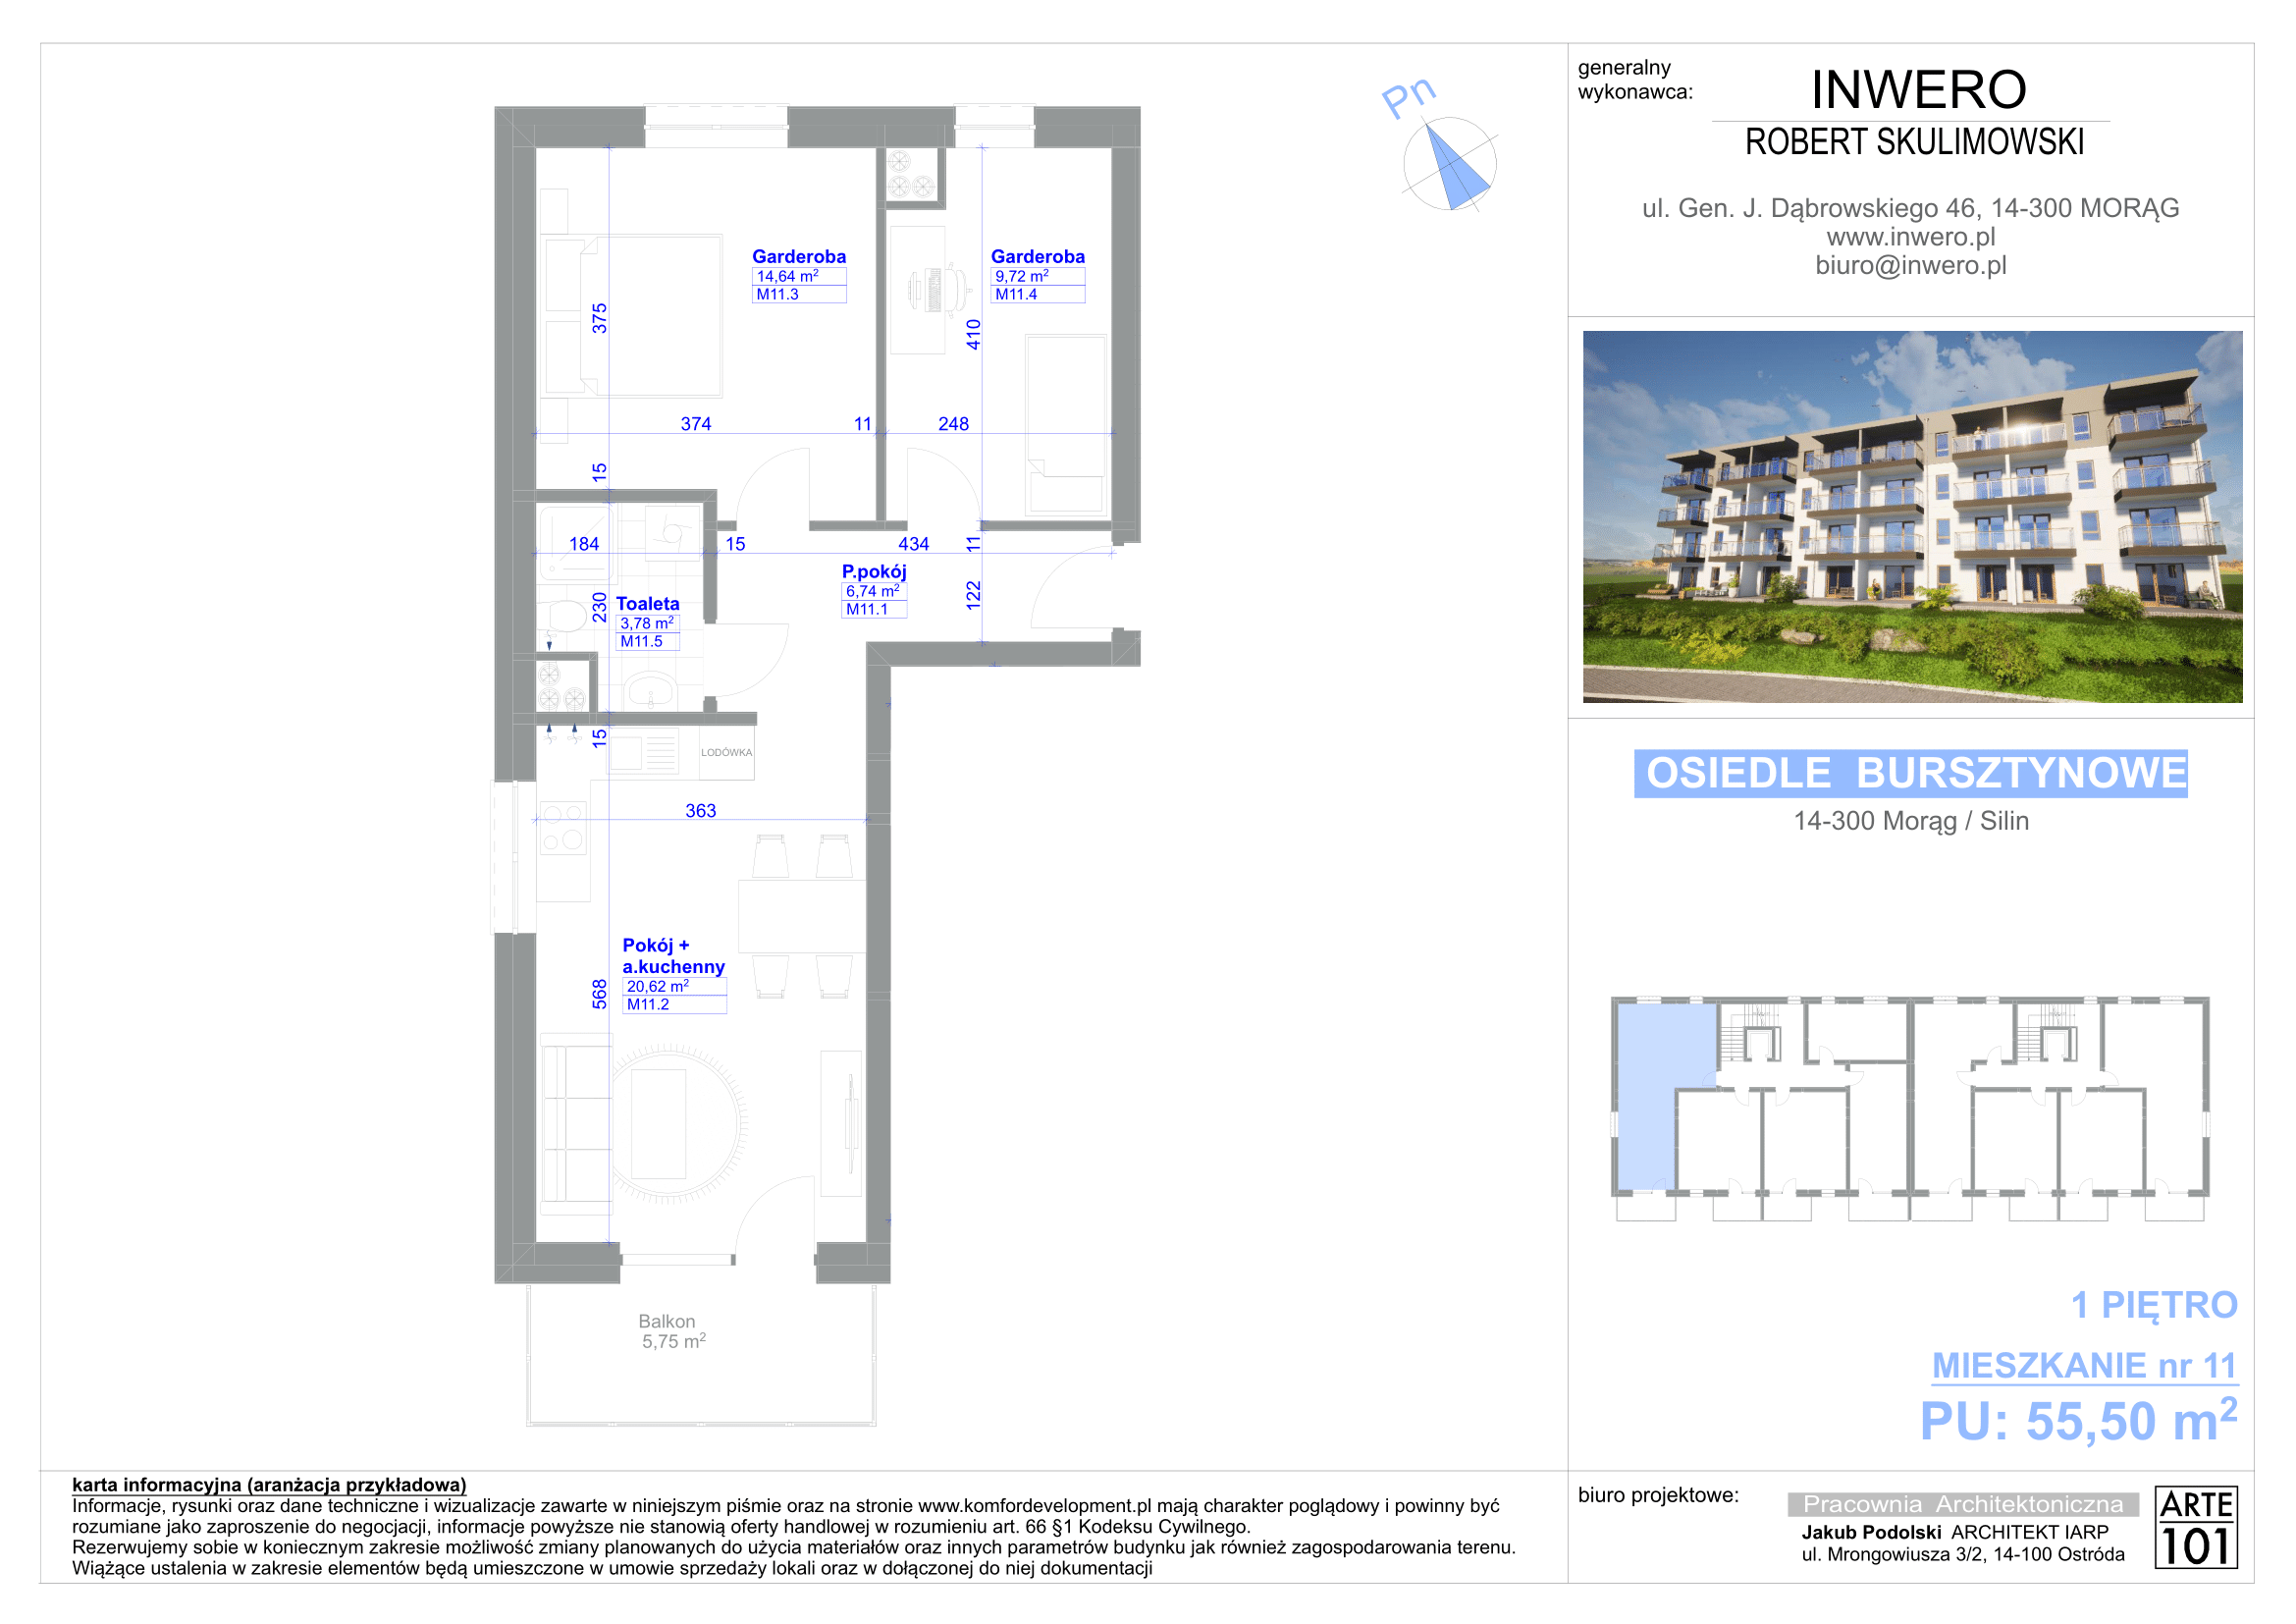 Pn
Garderoba
14,64 m²
M11.3
Garderoba
9,72 m²
M11.4
375
410
374
11
248
15
184
15
434
11
P.pokój
6,74 m²
M11.1
122
230
Toaleta
3,78 m²
M11.5
15
LODÓWKA
363
Pokój +
a.kuchenny
20,62 m²
M11.2
568
Balkon
5,75 m²
generalny
wykonawca:
INWERO
ROBERT SKULIMOWSKI
ul. Gen. J. Dąbrowskiego 46, 14-300 MORĄG
www.inwero.pl
biuro@inwero.pl
OSIEDLE BURSZTYNOWE
14-300 Morąg / Silin
1 PIĘTRO
MIESZKANIE nr 11
PU: 55,50 m²
karta informacyjna (aranżacja przykładowa)
Informacje, rysunki oraz dane techniczne i wizualizacje zawarte w niniejszym piśmie oraz na stronie www.komfordevelopment.pl mają charakter poglądowy i powinny być
rozumiane jako zaproszenie do negocjacji, informacje powyższe nie stanowią oferty handlowej w rozumieniu art. 66 §1 Kodeksu Cywilnego.
Rezerwujemy sobie w koniecznym zakresie możliwość zmiany planowanych do użycia materiałów oraz innych parametrów budynku jak również zagospodarowania terenu.
Wiążące ustalenia w zakresie elementów będą umieszczone w umowie sprzedaży lokali oraz w dołączonej do niej dokumentacji
biuro projektowe:
Pracownia Architektoniczna
Jakub Podolski ARCHITEKT IARP
ul. Mrongowiusza 3/2, 14-100 Ostróda
ARTE
101